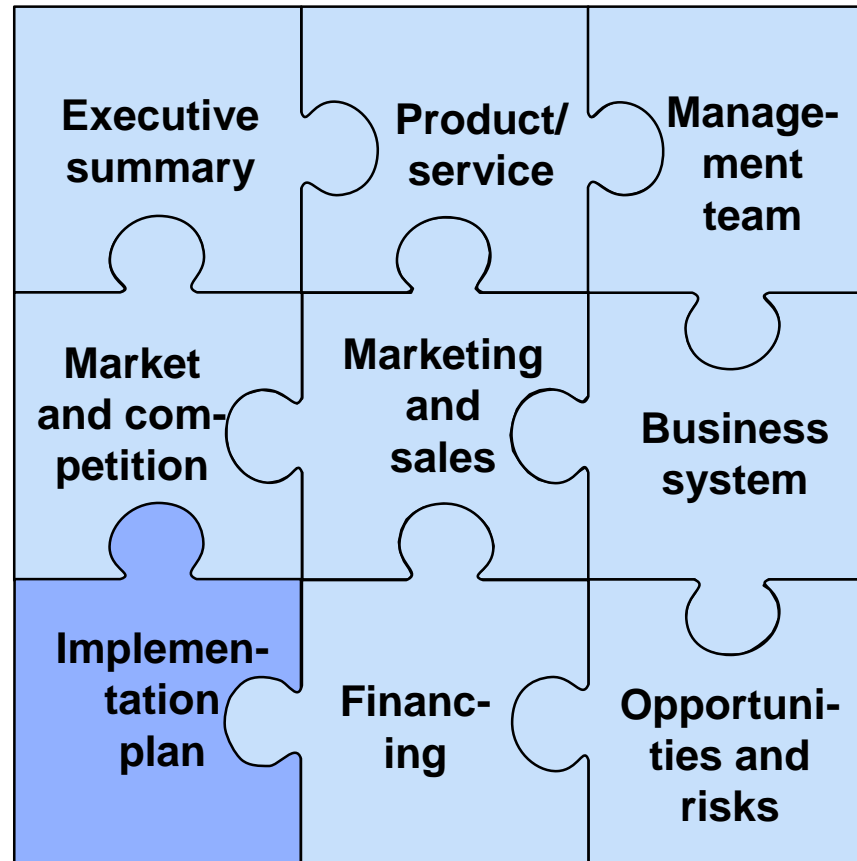 Executive
summary
Product/
service
Manage-
ment
team
Market
and com-
petition
Marketing
and
sales
Business
system
Implemen-
tation
plan
Financ-
ing
Opportuni-
ties and
risks